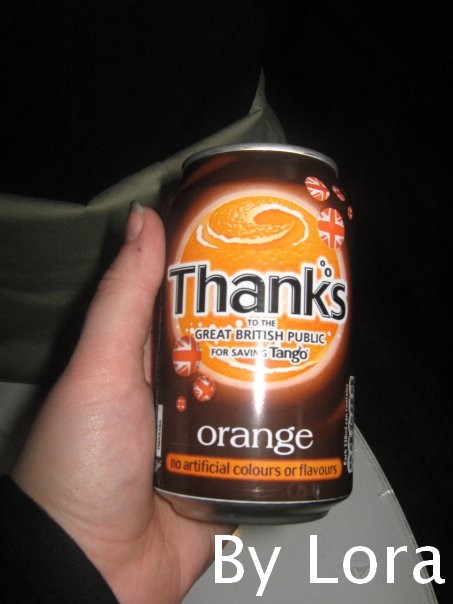 Thanks
TO THE
GREAT BRITISH PUBLIC
FOR SAVING Tango
orange
no artificial colours or flavours
By Lora